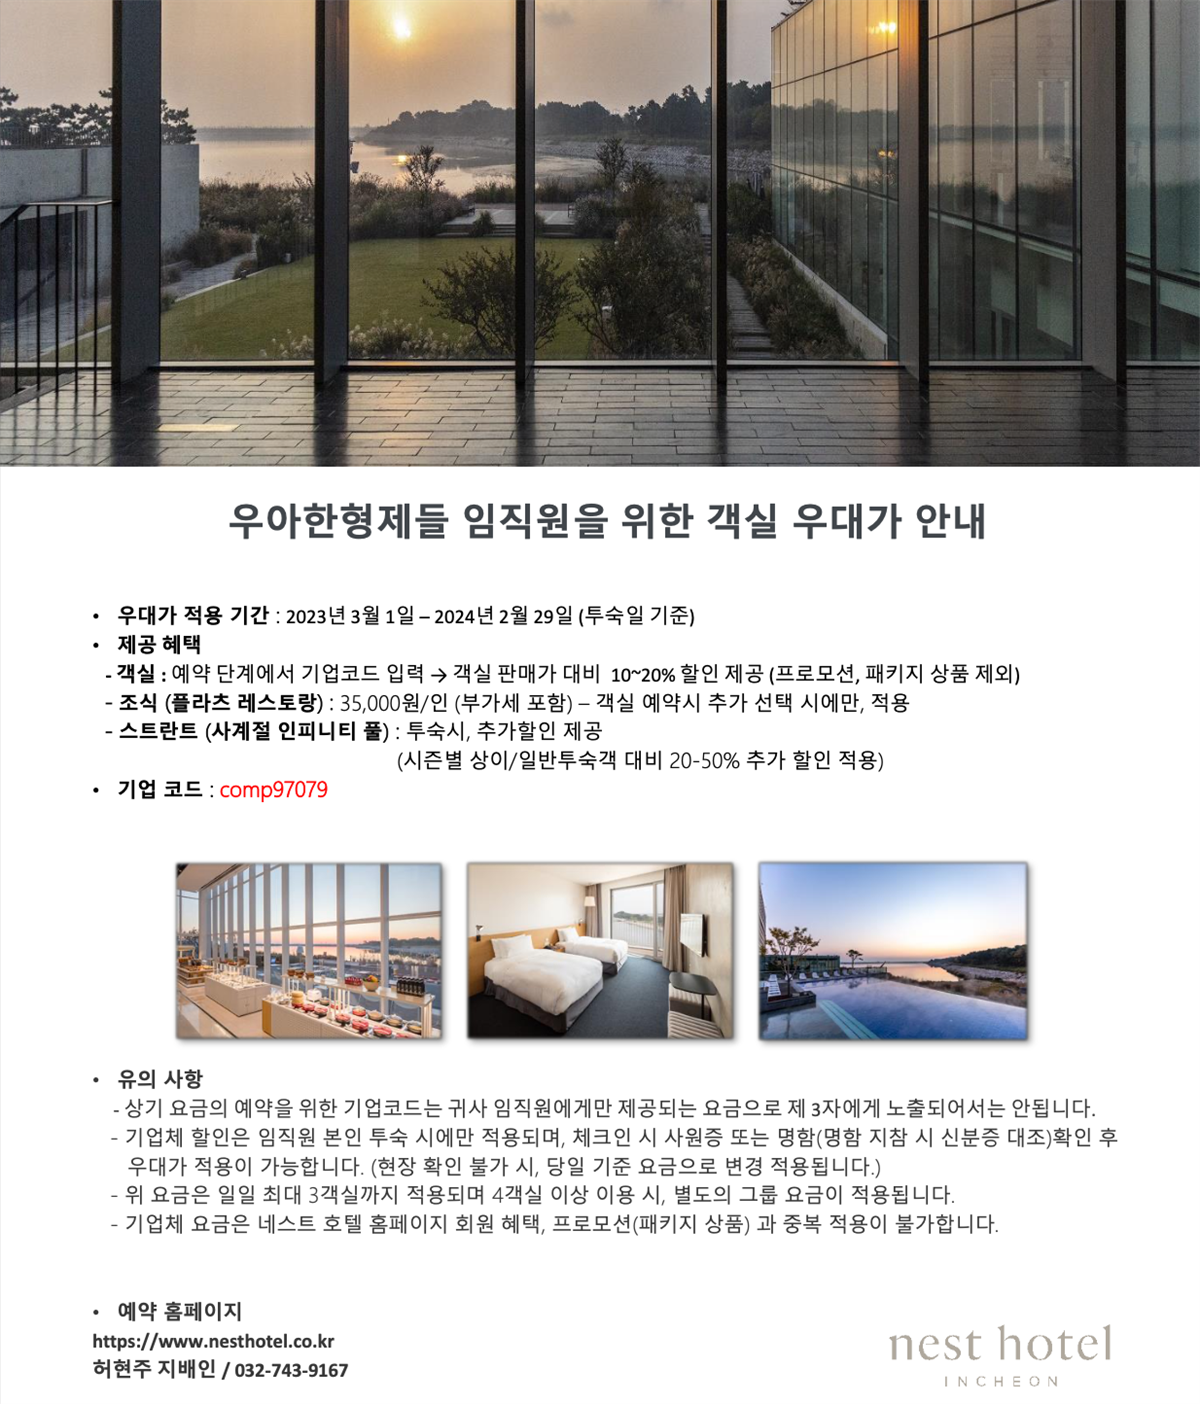 우아한형제들 임직원을 위한 객실 우대가 안내
• 우대가 적용 기간 : 2023년 3월 1일 – 2024년 2월 29일 (투숙일 기준)
• 제공 혜택
- 객실 : 예약 단계에서 기업코드 입력 → 객실 판매가 대비 10~20% 할인 제공 (프로모션, 패키지 상품 제외)
- 조식 (플라츠 레스토랑) : 35,000원/인 (부가세 포함) – 객실 예약시 추가 선택 시에만, 적용
- 스트란트 (사계절 인피니티 풀) : 투숙시, 추가할인 제공
(시즌별 상이/일반투숙객 대비 20-50% 추가 할인 적용)
• 기업 코드 : comp97079
• 유의 사항
- 상기 요금의 예약을 위한 기업코드는 귀사 임직원에게만 제공되는 요금으로 제 3자에게 노출되어서는 안됩니다.
- 기업체 할인은 임직원 본인 투숙 시에만 적용되며, 체크인 시 사원증 또는 명함(명함 지참 시 신분증 대조)확인 후
우대가 적용이 가능합니다. (현장 확인 불가 시, 당일 기준 요금으로 변경 적용됩니다.)
- 위 요금은 일일 최대 3객실까지 적용되며 4객실 이상 이용 시, 별도의 그룹 요금이 적용됩니다.
- 기업체 요금은 네스트 호텔 홈페이지 회원 혜택, 프로모션(패키지 상품) 과 중복 적용이 불가합니다.
• 예약 홈페이지
https://www.nesthotel.co.kr
허현주 지배인 / 032-743-9167
nest hotel
INCHEON